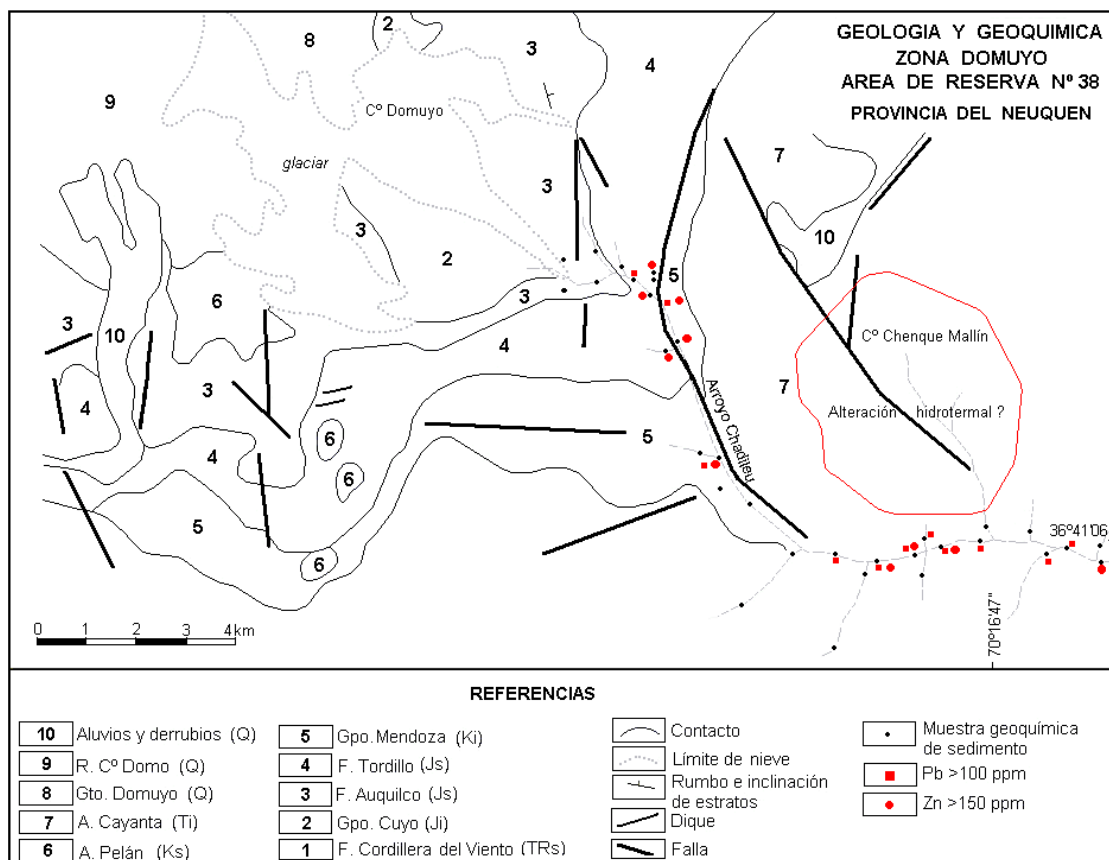 GEOLOGIA Y GEOQUIMICA
ZONA DOMUYO
AREA DE RESERVA Nº 38
PROVINCIA DEL NEUQUEN
2
8
3
4
9
Cº Domuyo
7
glaciar
3
3
10
2
5
6
3
3
10
4
Cº Chenque Mallín
3
7
Arroyo Chadileu
Alteración hidrotermal ?
4
6
5
4
6
5
36º41'06
6
70º16'47"
0 1 2 3 4km
REFERENCIAS
10 Aluvios y derrubios (Q)
9 R. Cº Domo (Q)
8 Gto. Domuyo (Q)
7 A. Cayanta (Ti)
6 A. Pelán (Ks)
5 Gpo. Mendoza (Ki)
4 F. Tordillo (Js)
3 F. Auquilco (Js)
2 Gpo. Cuyo (Ji)
1 F. Cordillera del Viento (TRs)
Contacto
Límite de nieve
Rumbo e inclinación
de estratos
Dique
Falla
Muestra geoquímica
de sedimento
Pb >100 ppm
Zn >150 ppm